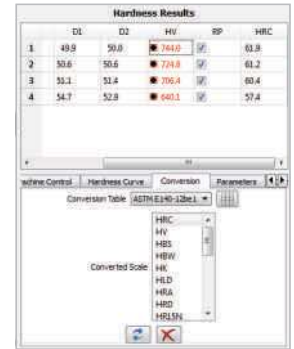 Hardness Results
D1 D2 HV RP HRC
1 49.9 50.0 744.0 61.9
2 50.6 50.6 724.8 61.2
3 51.1 51.4 706.4 60.4
4 54.7 52.9 640.1 57.4
achine Control Hardness Curve Conversion Parameters
Conversion Table ASTM E140-12be1
Converted Scale
HRC
HV
HBS
HBW
HK
HLD
HRA
HRD
HR15N